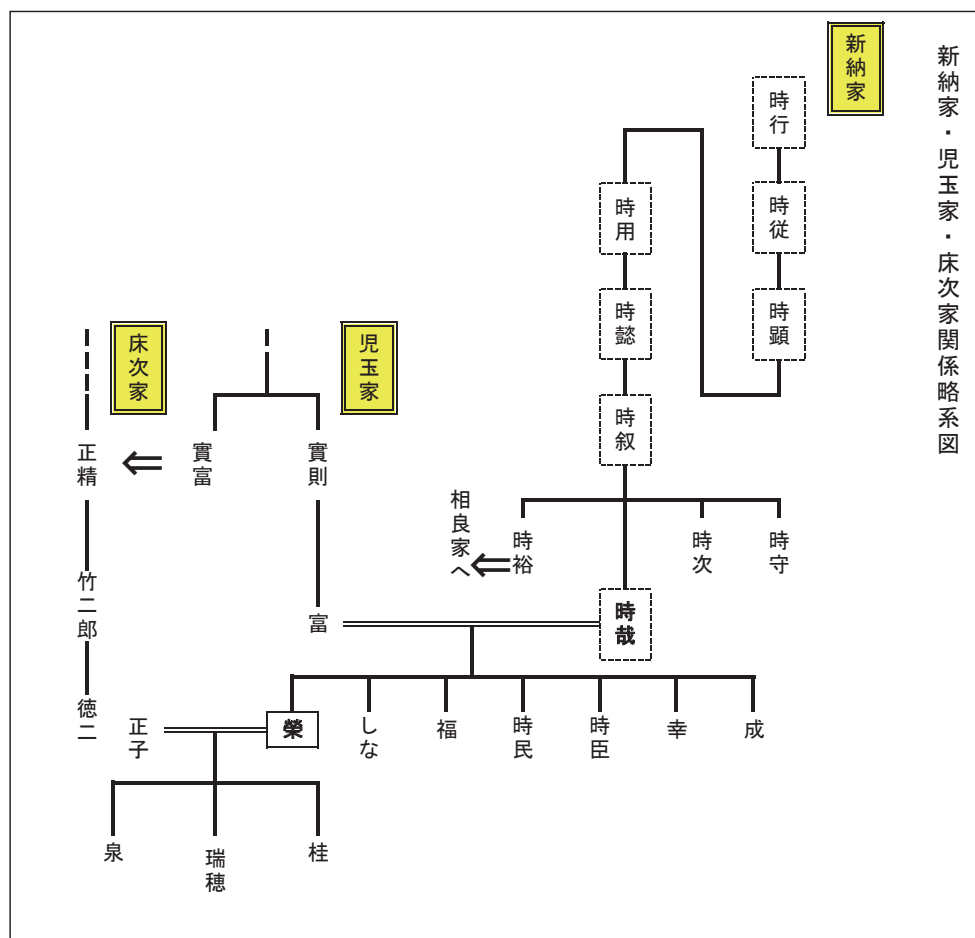 新納家・児玉家・床次家関係略系図
新納家
時行
時従
時顕
時用
時懿
時叙
時守
時次
時裕
相良家へ
時哉
児玉家
實則
實富
富
床次家
正精
竹二郎
徳二
成
幸
時臣
時民
福
しな
榮
正子
桂
瑞穂
泉